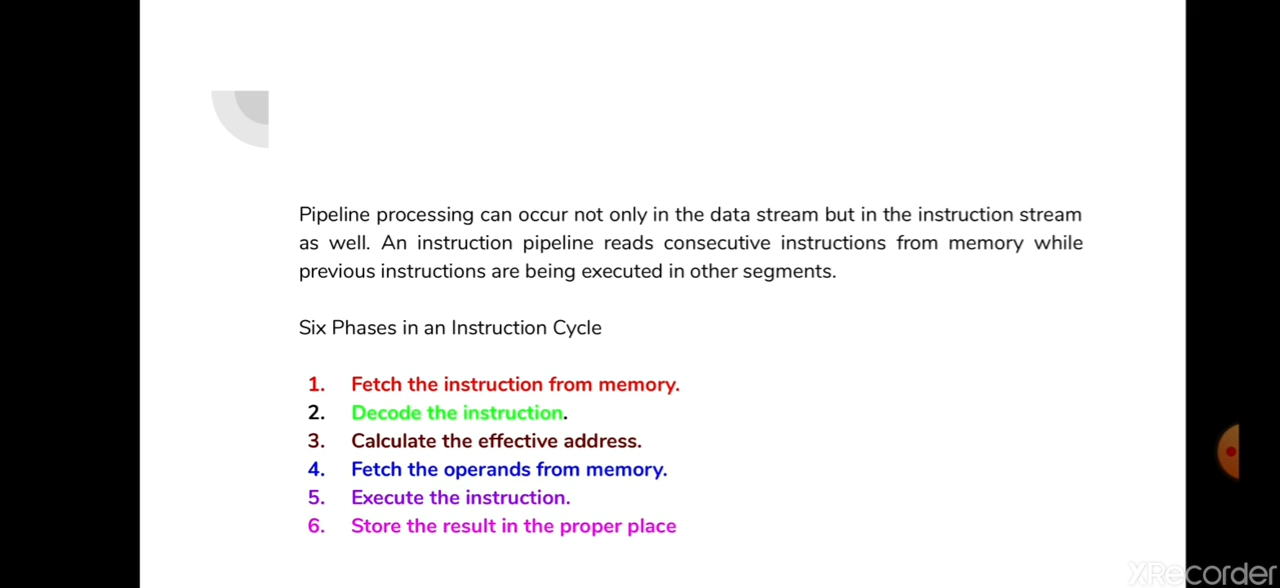 Pipeline processing can occur not only in the data stream but in the instruction stream
as well. An instruction pipeline reads consecutive instructions from memory while
previous instructions are being executed in other segments.
Six Phases in an Instruction Cycle
1. Fetch the instruction from memory.
2. Decode the instruction.
3. Calculate the effective address.
4. Fetch the operands from memory.
5. Execute the instruction.
6. Store the result in the proper place
XRecorder